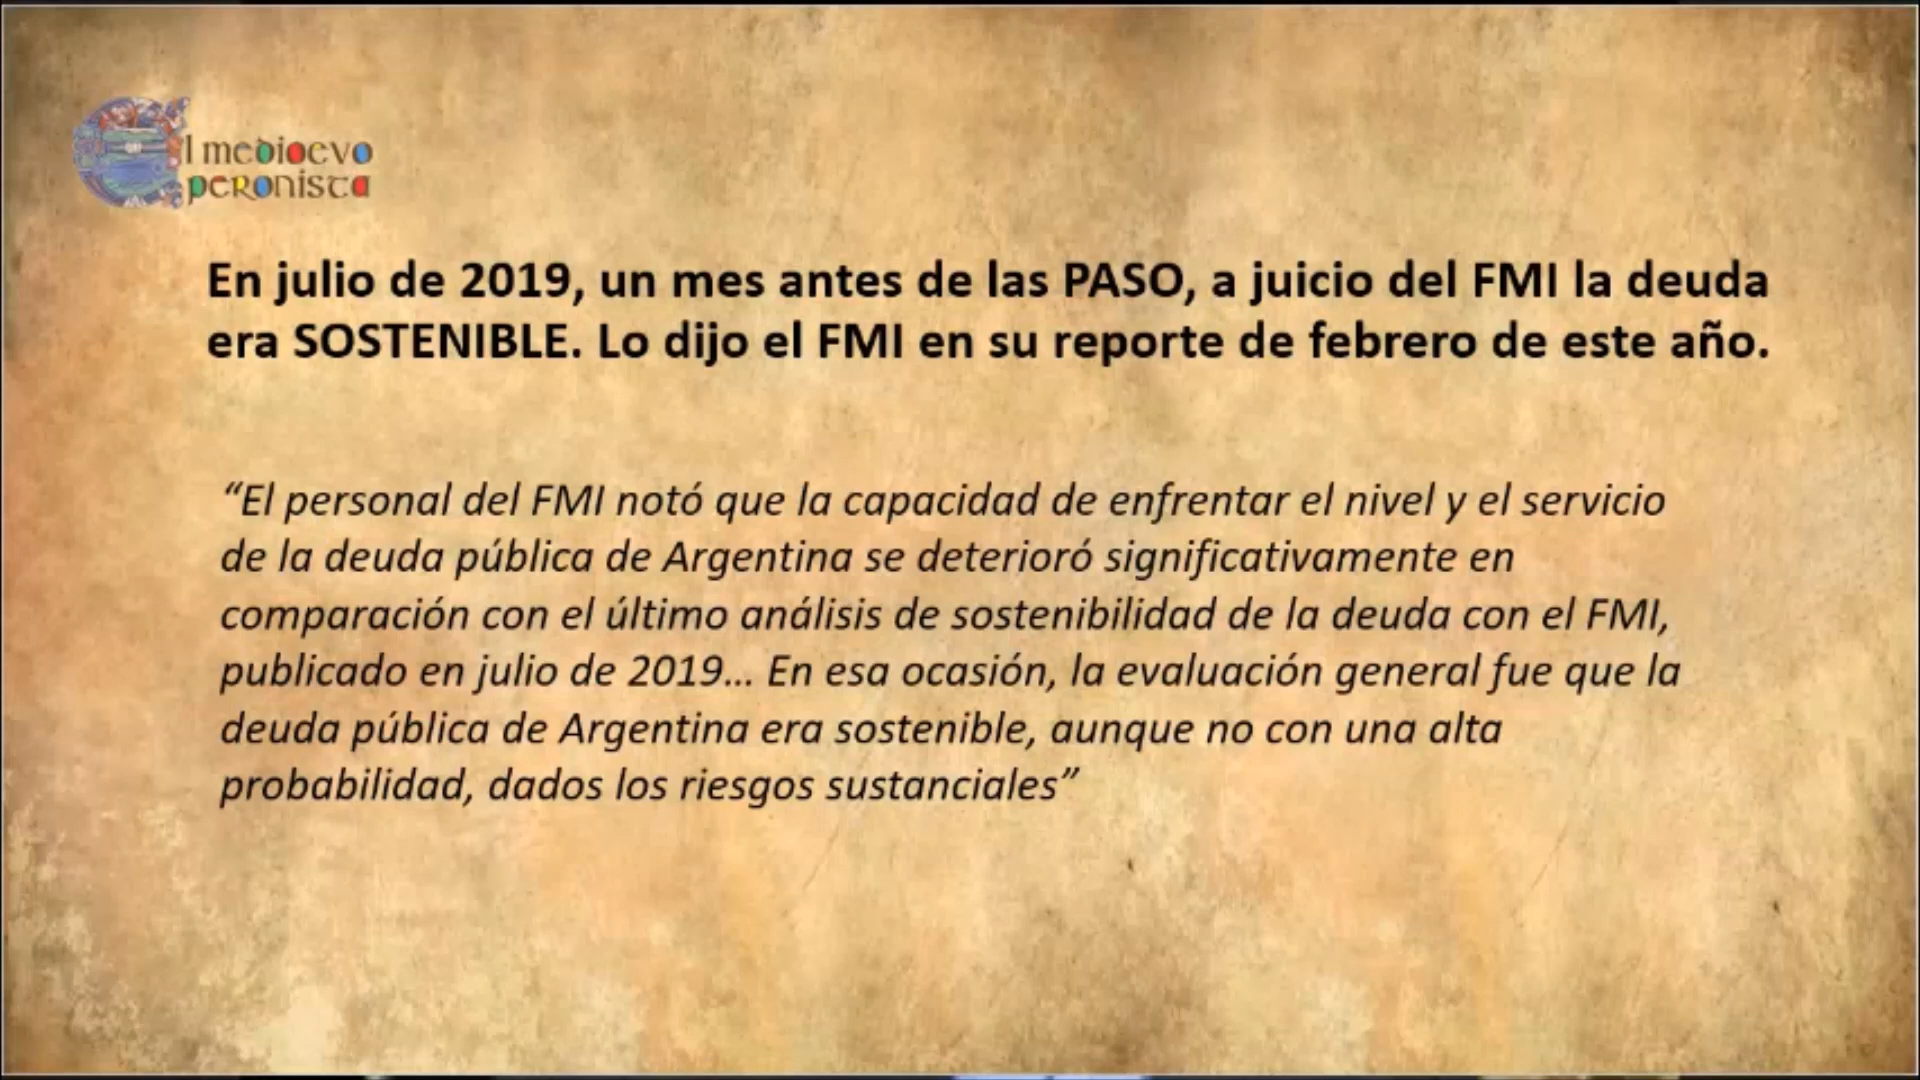 El medioevo
peronista
En julio de 2019, un mes antes de las PASO, a juicio del FMI la deuda
era SOSTENIBLE. Lo dijo el FMI en su reporte de febrero de este año.
“El personal del FMI notó que la capacidad de enfrentar el nivel y el servicio
de la deuda pública de Argentina se deterioró significativamente en
comparación con el último análisis de sostenibilidad de la deuda con el FMI,
publicado en julio de 2019... En esa ocasión, la evaluación general fue que la
deuda pública de Argentina era sostenible, aunque no con una alta
probabilidad, dados los riesgos sustanciales”